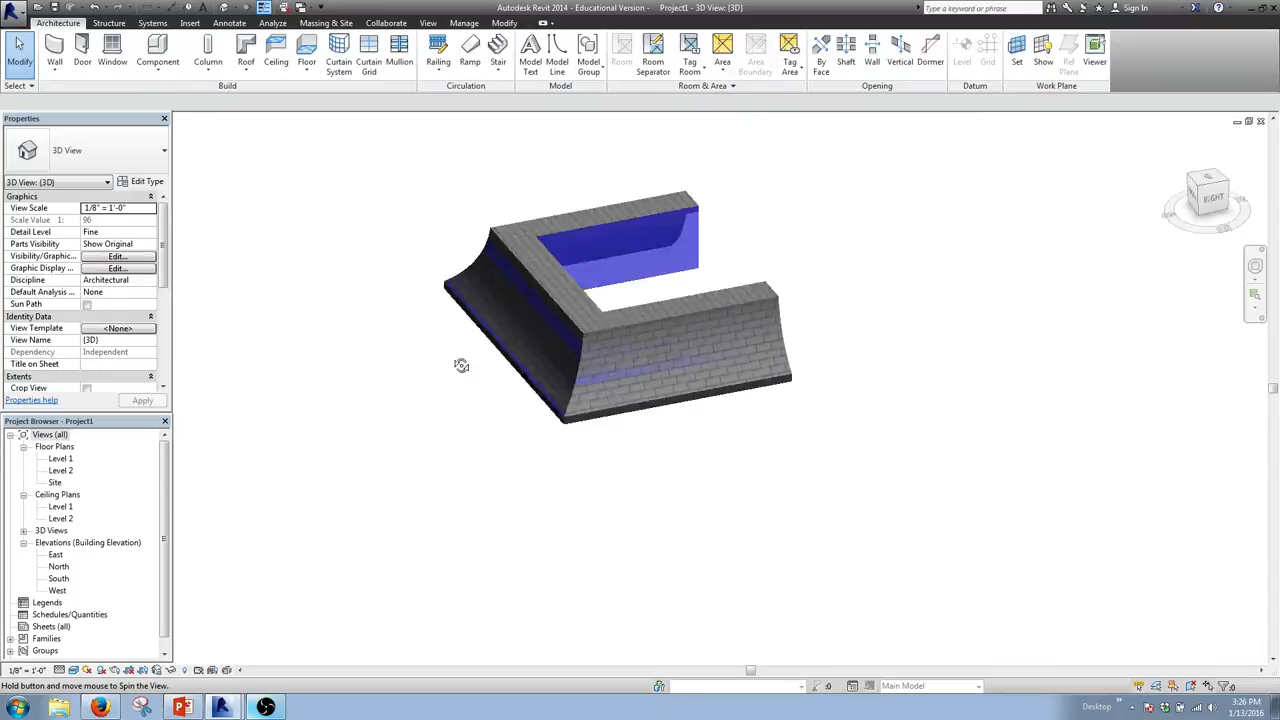 Autodesk Revit 2014 - Educational Version - Project1 - 3D View: {3D}
Type a keyword or phrase
Sign In
Architecture Structure Systems Insert Annotate Analyze Massing & Site Collaborate View Manage Modify
Modify Wall Door Window Component Column Roof Ceiling Floor Curtain System Curtain Grid Mullion Railing Ramp Stair Model Text Model Line Model Group Room Room Separator Tag Room Area Area Boundary Tag Area By Face Shaft Wall Vertical Dormer Level Grid Set Show Ref Plane Viewer
Select Build Circulation Model Room & Area Opening Datum Work Plane
Properties
3D View
3D View: {3D} Edit Type
Graphics
View Scale 1/8" = 1'-0"
Scale Value 1: 96
Detail Level Fine
Parts Visibility Show Original
Visibility/Graphic... Edit...
Graphic Display ... Edit...
Discipline Architectural
Default Analysis ... None
Sun Path
Identity Data
View Template <None>
View Name {3D}
Dependency Independent
Title on Sheet
Extents
Crop View
Properties help Apply
Project Browser - Project1
Views (all)
Floor Plans
Level 1
Level 2
Site
Ceiling Plans
Level 1
Level 2
3D Views
Elevations (Building Elevation)
East
North
South
West
Legends
Schedules/Quantities
Sheets (all)
Families
Groups
RIGHT
1/8" = 1'-0"
Hold button and move mouse to Spin the View.
:0
Main Model
:0
Desktop
3:26 PM
1/13/2016